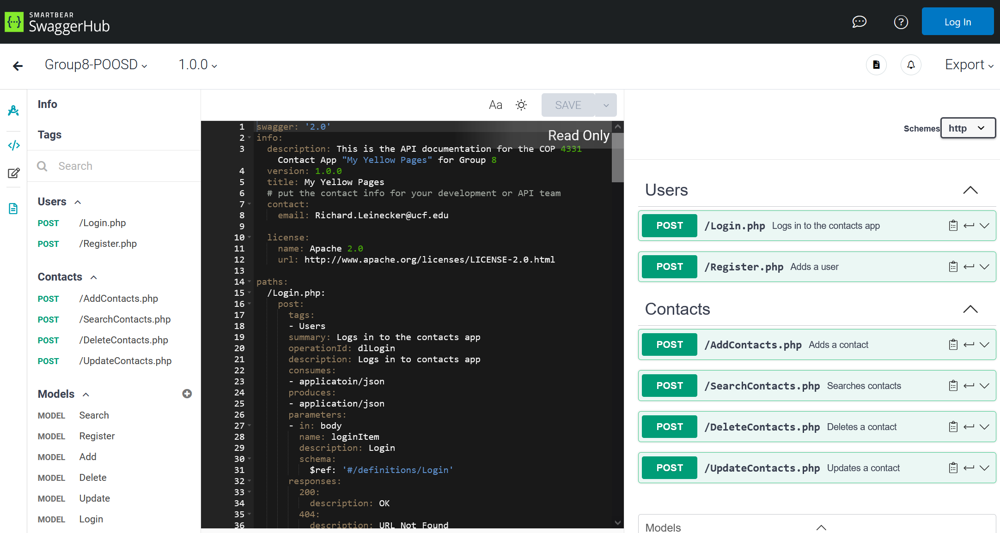 SMARTBEAR
SwaggerHub
Log In
Group8-POOSD
1.0.0
Export
Info
Tags
Search
Users
POST /Login.php
POST /Register.php
Contacts
POST /AddContacts.php
POST /SearchContacts.php
POST /DeleteContacts.php
POST /UpdateContacts.php
Models
MODEL Search
MODEL Register
MODEL Add
MODEL Delete
MODEL Update
MODEL Login
Aa
SAVE
Read Only
1 swagger: '2.0'
2 info:
3 description: This is the API documentation for the COP 4331
Contact App "My Yellow Pages" for Group 8
4 version: 1.0.0
5 title: My Yellow Pages
6 # put the contact info for your development or API team
7 contact:
8 email: Richard.Leinecker@ucf.edu
9
10 license:
11 name: Apache 2.0
12 url: http://www.apache.org/licenses/LICENSE-2.0.html
13
14 paths:
15 /Login.php:
16 post:
17 tags:
18 - Users
19 summary: Logs in to the contacts app
20 operationId: dlLogin
21 description: Logs in to contacts app
22 consumes:
23 - applicatoin/json
24 produces:
25 - application/json
26 parameters:
27 - in: body
28 name: loginItem
29 description: Login
30 schema:
31 $ref: '#/definitions/Login'
32 responses:
33 200:
34 description: OK
35 404:
36 description: URL Not Found
Schemes
http
Users
POST /Login.php Logs in to the contacts app
POST /Register.php Adds a user
Contacts
POST /AddContacts.php Adds a contact
POST /SearchContacts.php Searches contacts
POST /DeleteContacts.php Deletes a contact
POST /UpdateContacts.php Updates a contact
Models